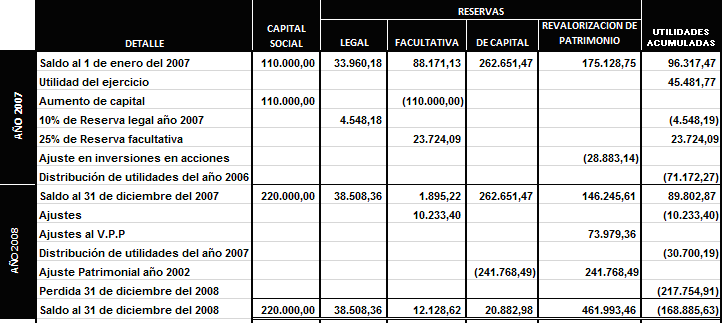 RESERVAS
DETALLE CAPITAL SOCIAL LEGAL FACULTATIVA DE CAPITAL REVALORIZACION DE PATRIMONIO UTILIDADES ACUMULADAS
AÑO 2007
Saldo al 1 de enero del 2007 110.000,00 33.960,18 88.171,13 262.651,47 175.128,75 96.317,47
Utilidad del ejercicio 45.481,77
Aumento de capital 110.000,00 (110.000,00)
10% de Reserva legal año 2007 4.548,18 (4.548,19)
25% de Reserva facultativa 23.724,09 23.724,09
Ajuste en inversiones en acciones (28.883,14)
Distribución de utilidades del año 2006 (71.172,27)
Saldo al 31 de diciembre del 2007 220.000,00 38.508,36 1.895,22 262.651,47 146.245,61 89.802,87
AÑO2008
Ajustes 10.233,40 (10.233,40)
Ajustes al V.P.P 73.979,36
Distribución de utilidades del año 2007 (30.700,19)
Ajuste Patrimonial año 2002 (241.768,49) 241.768,49
Perdida 31 de diciembre del 2008 (217.754,91)
Saldo al 31 de diciembre del 2008 220.000,00 38.508,36 12.128,62 20.882,98 461.993,46 (168.885,63)